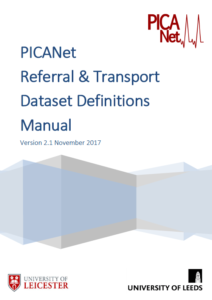 PICA
Net
PICANet
Referral & Transport
Dataset Definitions
Manual
Version 2.1 November 2017
UNIVERSITY OF
LEICESTER
UNIVERSITY OF LEEDS